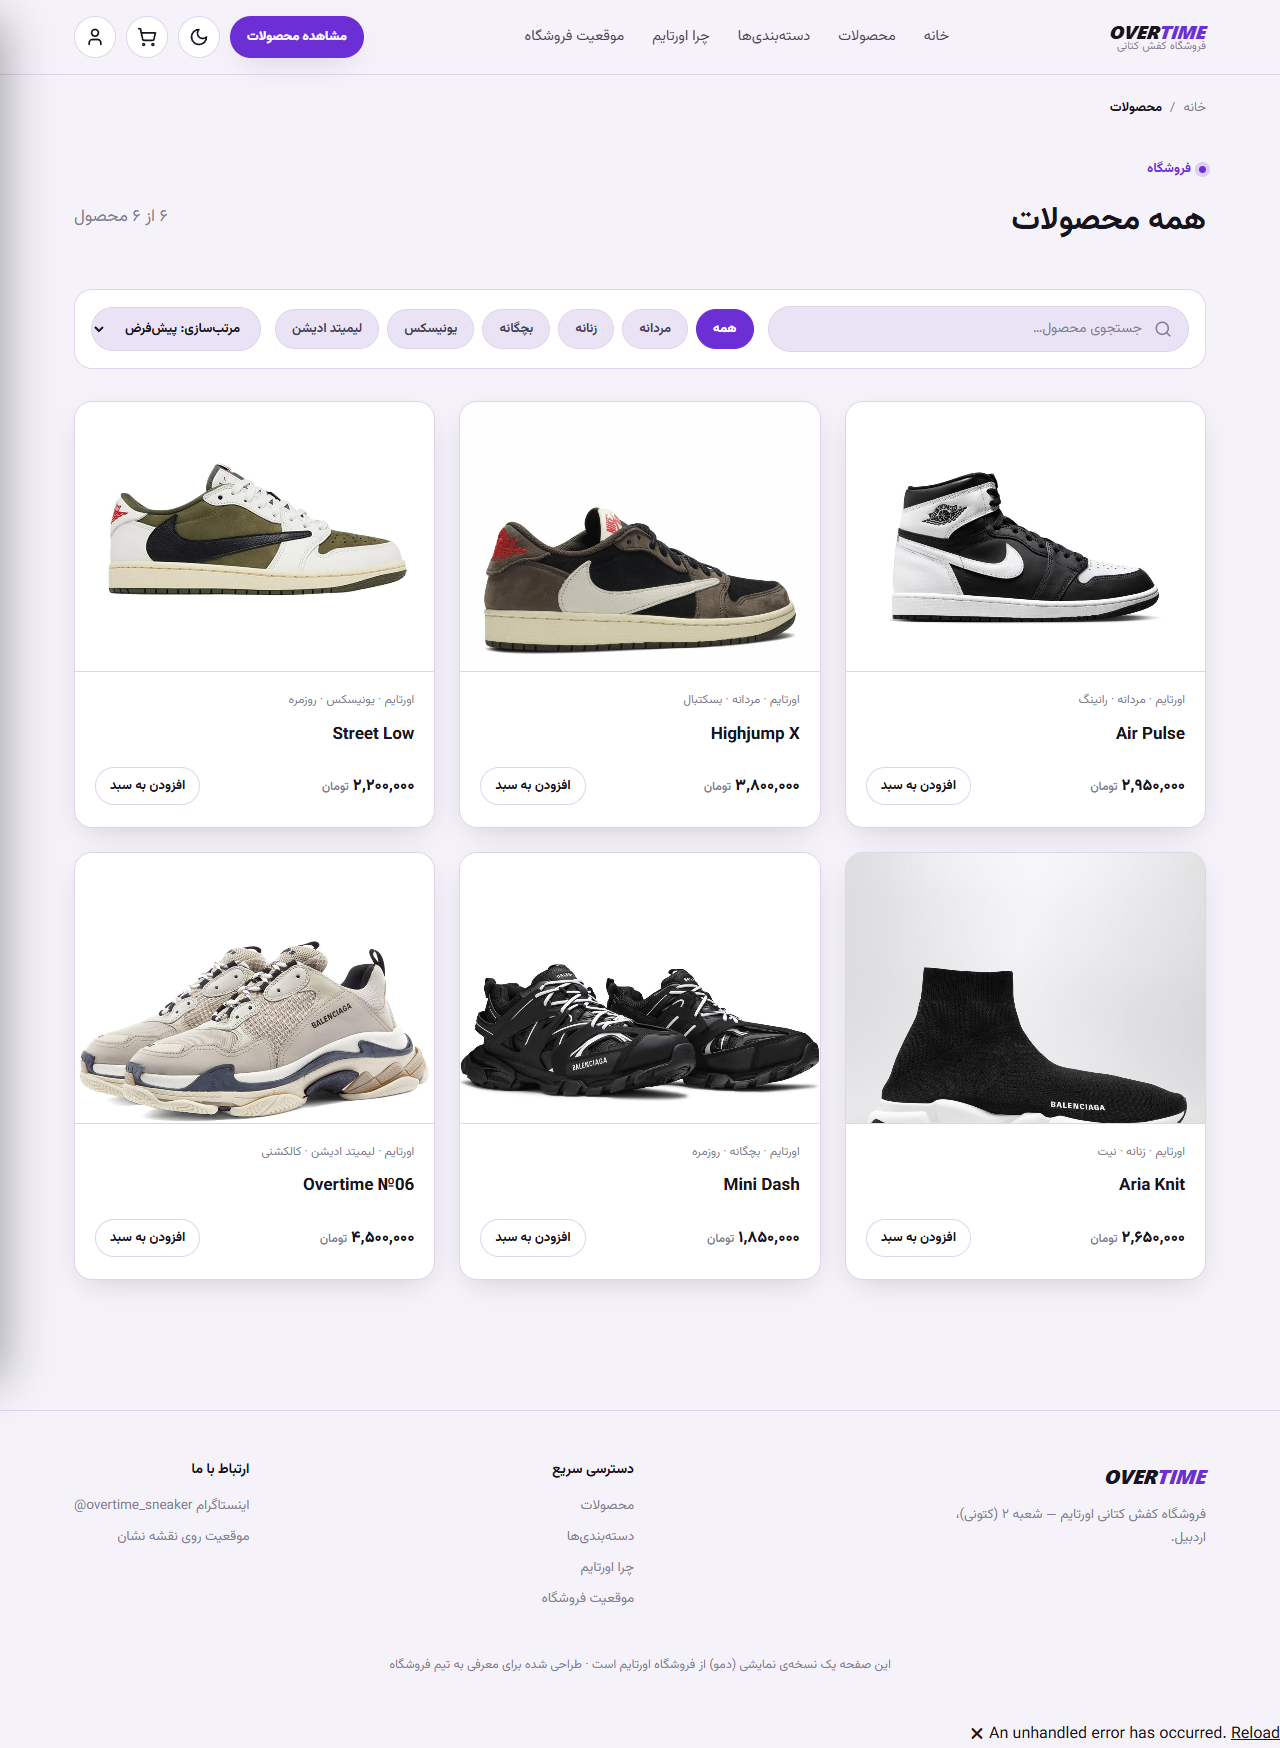 OVERTIME
فروشگاه کفش کتانی
خانه
محصولات
دسته‌بندی‌ها
چرا اورتایم
موقعیت فروشگاه
مشاهده محصولات
خانه / محصولات
فروشگاه
همه محصولات
۶ از ۶ محصول
جستجوی محصول...
همه
مردانه
زنانه
بچگانه
یونیسکس
لیمیتد ادیشن
مرتب‌سازی: پیش‌فرض
اورتایم · مردانه · رانینگ
Air Pulse
۲,۹۵۰,۰۰۰ تومان
افزودن به سبد
اورتایم · مردانه · بسکتبال
Highjump X
۳,۸۰۰,۰۰۰ تومان
افزودن به سبد
اورتایم · یونیسکس · روزمره
Street Low
۲,۲۰۰,۰۰۰ تومان
افزودن به سبد
BALENCIAGA
اورتایم · زنانه · نیت
Aria Knit
۲,۶۵۰,۰۰۰ تومان
افزودن به سبد
BALENCIAGA
اورتایم · بچگانه · روزمره
Mini Dash
۱,۸۵۰,۰۰۰ تومان
افزودن به سبد
BALENCIAGA
اورتایم · لیمیتد ادیشن · کالکشنی
Overtime №06
۴,۵۰۰,۰۰۰ تومان
افزودن به سبد
OVERTIME
فروشگاه کفش کتانی اورتایم — شعبه ۲ (کتونی)،
اردبیل.
دسترسی سریع
محصولات
دسته‌بندی‌ها
چرا اورتایم
موقعیت فروشگاه
ارتباط با ما
اینستاگرام overtime_sneaker@
موقعیت روی نقشه نشان
این صفحه یک نسخه‌ی نمایشی (دمو) از فروشگاه اورتایم است · طراحی شده برای معرفی به تیم فروشگاه
An unhandled error has occurred. Reload